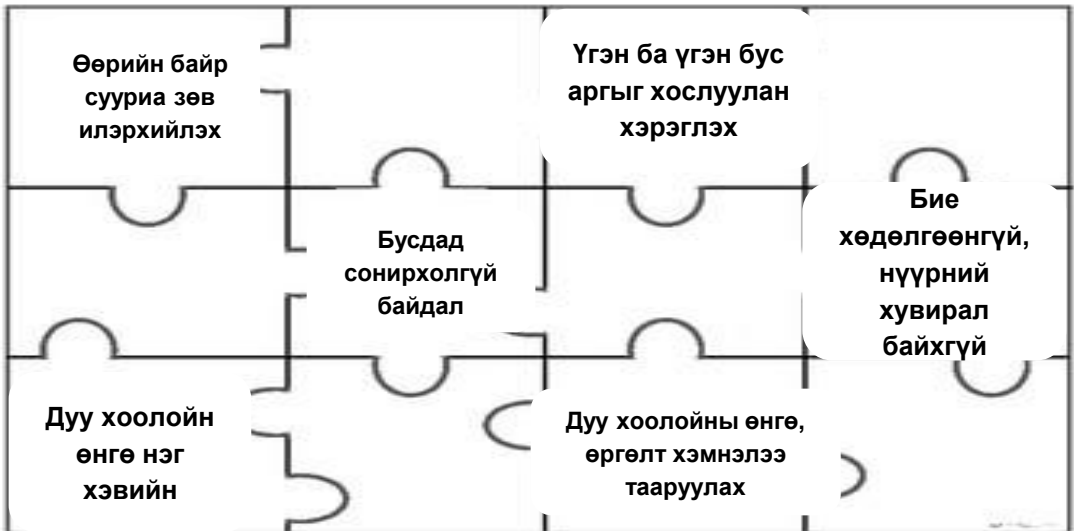 Өөрийн байр
сууриа зөв
илэрхийлэх
Үгэн ба үгэн бус
аргыг хослуулан
хэрэглэх
Бусдад
сонирхолгүй
байдал
Бие
хөдөлгөөнгүй,
нүүрний
хувирал
байхгүй
Дуу хоолойн
өнгө нэг
хэвийн
Дуу хоолойны өнгө,
өргөлт хэмнэлээ
тааруулах